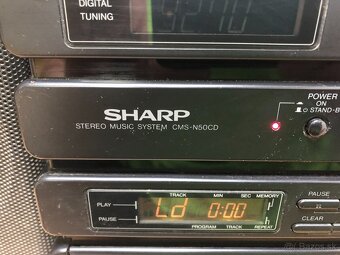 DIGITAL
TUNING
POWER
ON
STAND-B
SHARP
STEREO MUSIC SYSTEM CMS-N50CD
TRACK MIN SEC MEMORY
PLAY
PAUSE
Ld 0:00
PROGRAM TRACK REPEAT
PAUSE
CLEAR